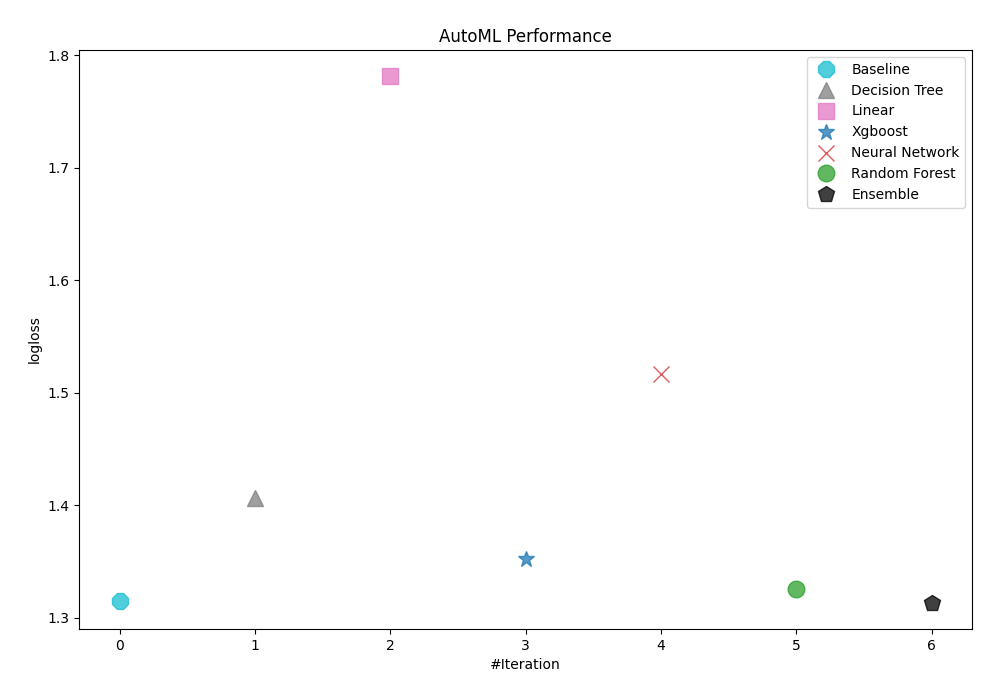 AutoML Performance
1.8
1.7
1.6
1.5
1.4
1.3
logloss
0 1 2 3 4 5 6
#Iteration
Baseline
Decision Tree
Linear
Xgboost
Neural Network
Random Forest
Ensemble